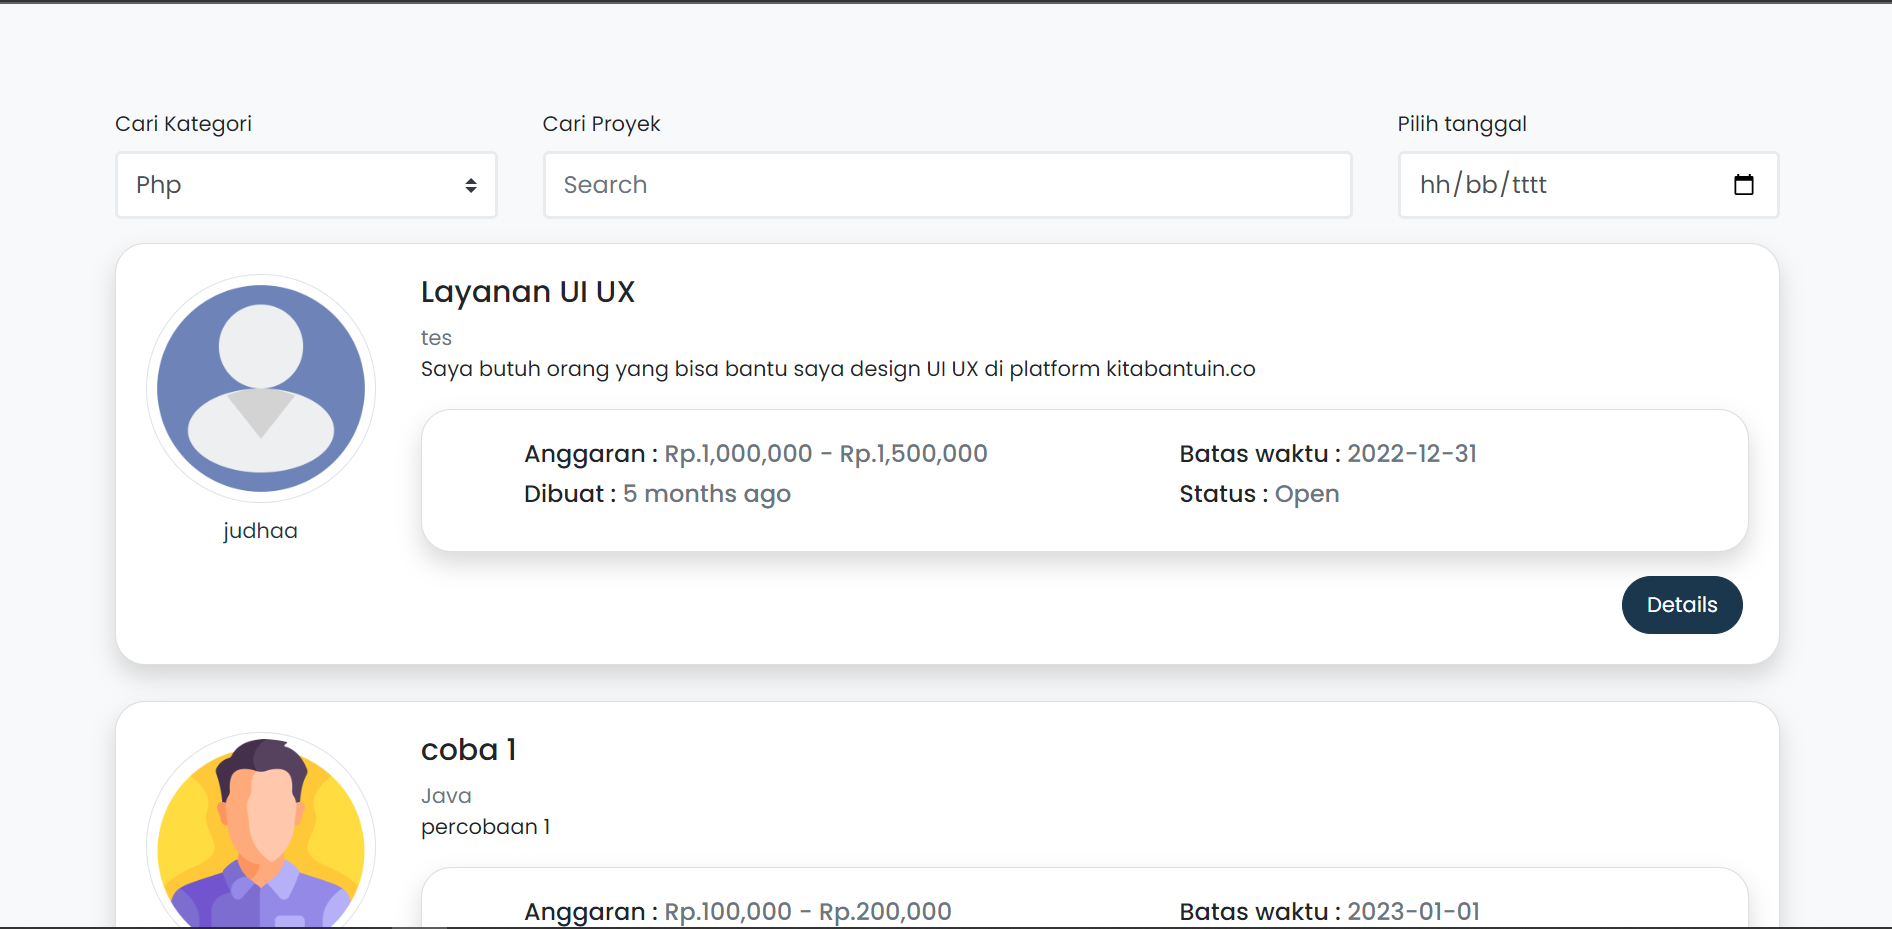 Cari Kategori
Cari Proyek
Pilih tanggal
Php
Search
hh/bb/tttt
Layanan UI UX
tes
Saya butuh orang yang bisa bantu saya design UI UX di platform kitabantuin.co
Anggaran : Rp.1,000,000 - Rp.1,500,000
Batas waktu : 2022-12-31
Dibuat : 5 months ago
Status : Open
judhaa
Details
coba 1
Java
percobaan 1
Anggaran : Rp.100,000 - Rp.200,000
Batas waktu : 2023-01-01